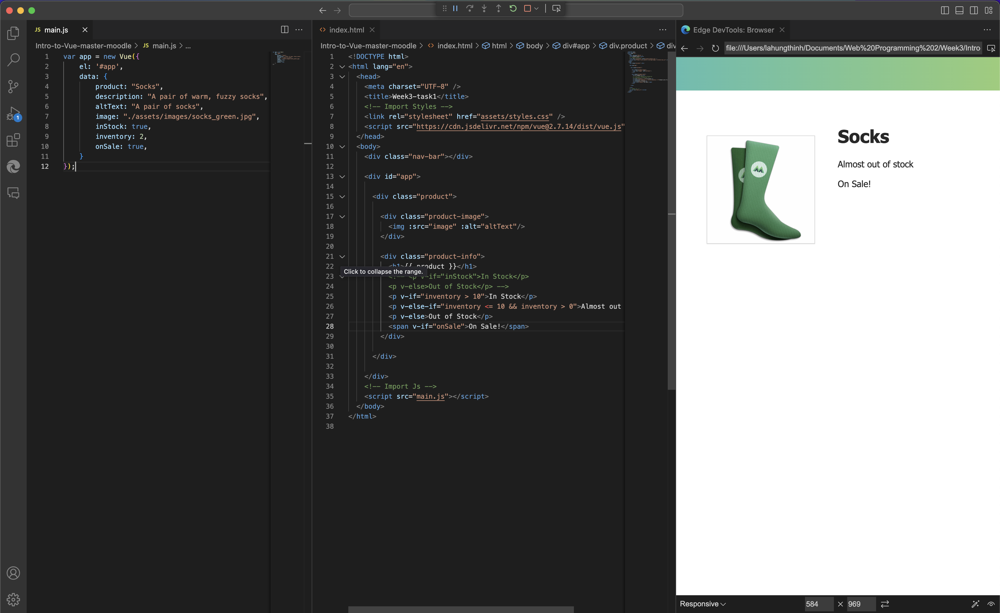 JS main.js
Intro-to-Vue-master-moodle > JS main.js > ...
1 var app = new Vue({
2 el: '#app',
3 data: {
4 product: "Socks",
5 description: "A pair of warm, fuzzy socks",
6 altText: "A pair of socks",
7 image: "./assets/images/socks_green.jpg",
8 inStock: true,
9 inventory: 2,
10 onSale: true,
11 }
12 });
1
<> index.html
Intro-to-Vue-master-moodle > <> index.html > html > body > div#app > div.product > div
1 <!DOCTYPE html>
2 <html lang="en">
3 <head>
4 <meta charset="UTF-8" />
5 <title>Week3-task1</title>
6 <!-- Import Styles -->
7 <link rel="stylesheet" href="assets/styles.css" />
8 <script src="https://cdn.jsdelivr.net/npm/vue@2.7.14/dist/vue.js"
9 </head>
10 <body>
11 <div class="nav-bar"></div>
12
13 <div id="app">
14
15 <div class="product">
16
17 <div class="product-image">
18 <img :src="image" :alt="altText"/>
19 </div>
20
21 <div class="product-info">
22 product }}</h1>
Click to collapse the range.
23 <p v-if="inStock">In Stock</p>
24 <p v-else>Out of Stock</p> -->
25 <p v-if="inventory > 10">In Stock</p>
26 <p v-else-if="inventory <= 10 && inventory > 0">Almost out
27 <p v-else>Out of Stock</p>
28 <span v-if="onSale">On Sale!</span>
29 </div>
30
31 </div>
32
33 </div>
34 <!-- Import Js -->
35 <script src="main.js"></script>
36 </body>
37 </html>
38
Edge DevTools: Browser
file:///Users/lahungthinh/Documents/Web%20Programming%202/Week3/Intro
Socks
Almost out of stock
On Sale!
Responsive
584 × 969